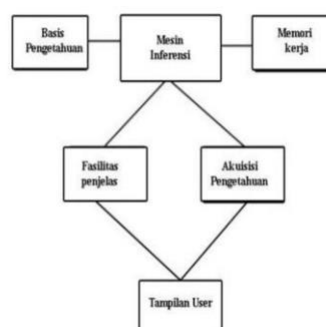 Basis
Pengetahuan
Mesin
Inferensi
Memori
kerja
Fasilitas
penjelas
Akuisisi
Pengetahuan
Tampilan User